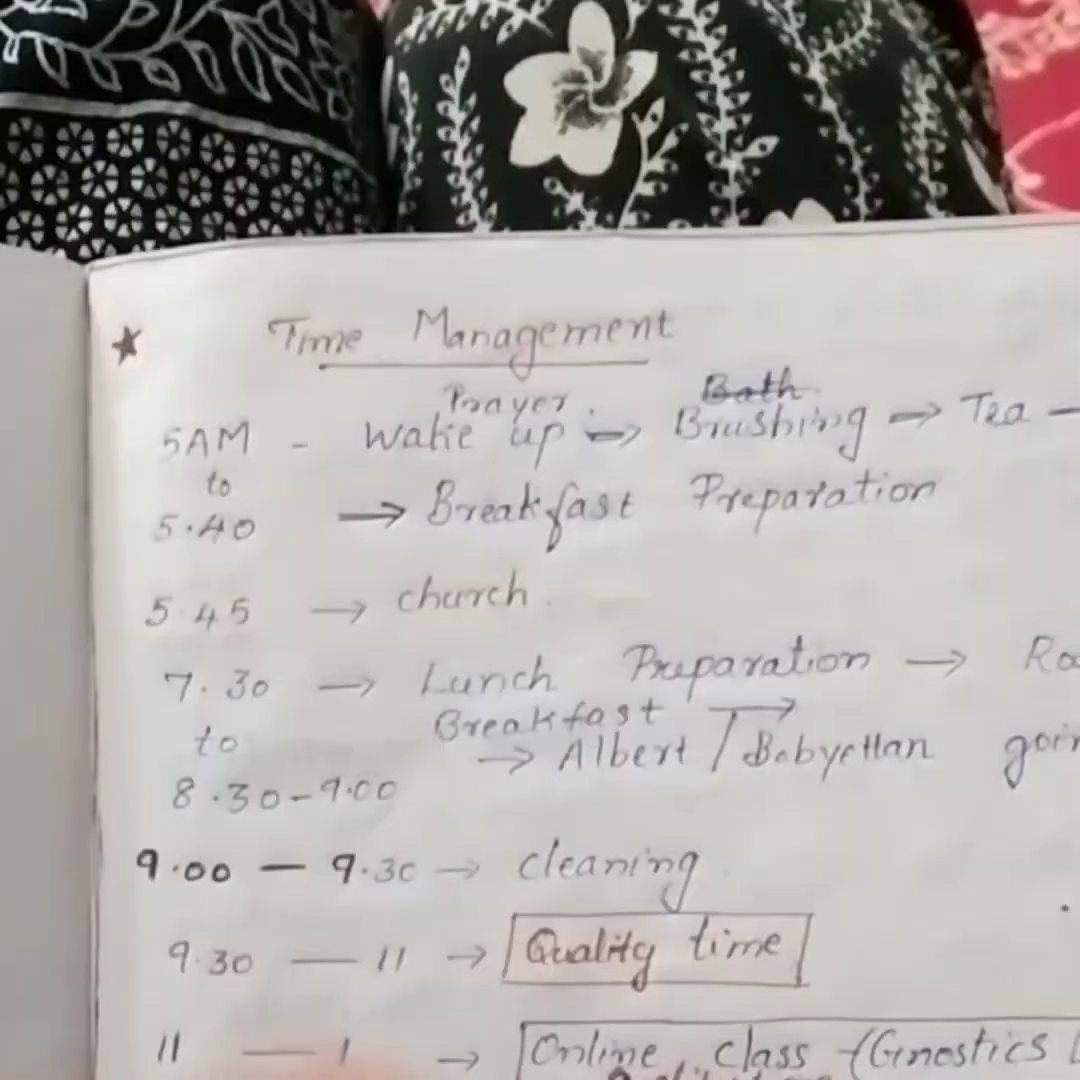 ★ Time Management
Prayer Bath
5AM - Wake up → Brushing → Tea —
to
5.40 → Breakfast Preparation
5.45 → church.
7.30 → Lunch Preparation →
Breakfast →
to → Albert / Babyettan
8.30-9.00
9.00 — 9.30 → cleaning
9.30 — 11 → Quality time
11 — 1 → Online class (Ginostics